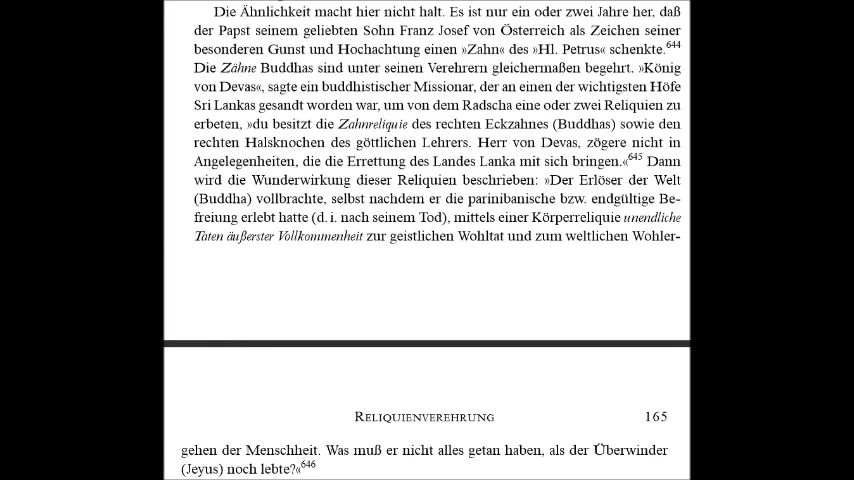 Die Ähnlichkeit macht hier nicht halt. Es ist nur ein oder zwei Jahre her, daß
der Papst seinem geliebten Sohn Franz Josef von Österreich als Zeichen seiner
besonderen Gunst und Hochachtung einen »Zahn« des »Hl. Petrus« schenkte.644
Die Zähne Buddhas sind unter seinen Verehrern gleichermaßen begehrt. »König
von Devas«, sagte ein buddhistischer Missionar, der an einen der wichtigsten Höfe
Sri Lankas gesandt worden war, um von dem Radscha eine oder zwei Reliquien zu
erbeten, »du besitzt die Zahnreliquie des rechten Eckzahnes (Buddhas) sowie den
rechten Halsknochen des göttlichen Lehrers. Herr von Devas, zögere nicht in
Angelegenheiten, die die Errettung des Landes Lanka mit sich bringen.«645 Dann
wird die Wunderwirkung dieser Reliquien beschrieben: »Der Erlöser der Welt
(Buddha) vollbrachte, selbst nachdem er die parinibanische bzw. endgültige Be-
freiung erlebt hatte (d. i. nach seinem Tod), mittels einer Körperreliquie unendliche
Taten äußerster Vollkommenheit zur geistlichen Wohltat und zum weltlichen Wohler-
RELIQUIENVEREHRUNG 165
gehen der Menschheit. Was muß er nicht alles getan haben, als der Überwinder
(Jeyus) noch lebte?«646